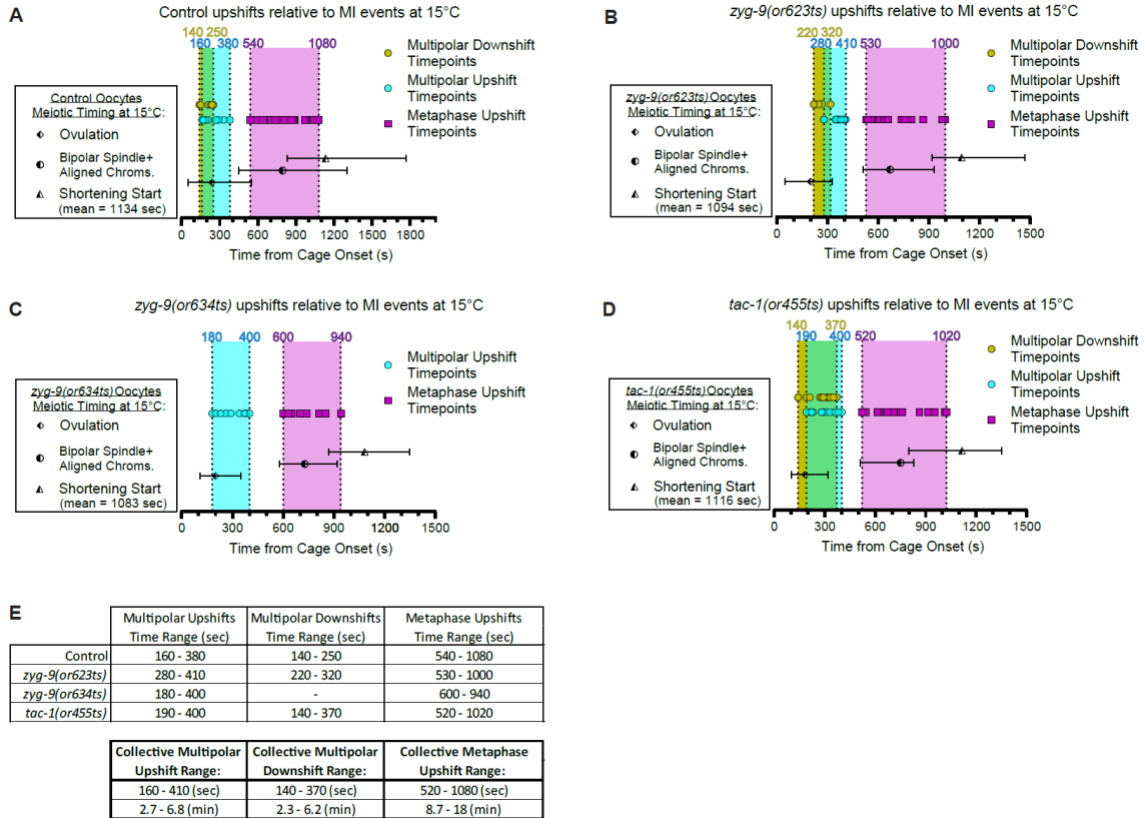 A
Control upshifts relative to MI events at 15°C
140 250
160 380 540 1080
Multipolar Downshift
Timepoints
Multipolar Upshift
Timepoints
Metaphase Upshift
Timepoints
Control Oocytes
Meiotic Timing at 15°C:
Ovulation
Bipolar Spindle+
Aligned Chroms.
Shortening Start
(mean = 1134 sec)
0 300 600 900 1200 1500 1800
Time from Cage Onset (s)
B
zyg-9(or623ts) upshifts relative to MI events at 15°C
220 320
280 410 530 1000
Multipolar Downshift
Timepoints
Multipolar Upshift
Timepoints
Metaphase Upshift
Timepoints
zyg-9(or623ts) Oocytes
Meiotic Timing at 15°C:
Ovulation
Bipolar Spindle+
Aligned Chroms.
Shortening Start
(mean = 1094 sec)
0 300 600 900 1200 1500
Time from Cage Onset (s)
C
zyg-9(or634ts) upshifts relative to MI events at 15°C
180 400 600 940
Multipolar Upshift
Timepoints
Metaphase Upshift
Timepoints
zyg-9(or634ts) Oocytes
Meiotic Timing at 15°C:
Ovulation
Bipolar Spindle+
Aligned Chroms.
Shortening Start
(mean = 1083 sec)
0 300 600 900 1200 1500
Time from Cage Onset (s)
D
tac-1(or455ts) upshifts relative to MI events at 15°C
140 370
190 400 520 1020
Multipolar Downshift
Timepoints
Multipolar Upshift
Timepoints
Metaphase Upshift
Timepoints
tac-1(or455ts) Oocytes
Meiotic Timing at 15°C:
Ovulation
Bipolar Spindle+
Aligned Chroms.
Shortening Start
(mean = 1116 sec)
0 300 600 900 1200 1500
Time from Cage Onset (s)
E
Multipolar Upshifts Multipolar Downshifts Metaphase Upshifts
Time Range (sec) Time Range (sec) Time Range (sec)
Control 160 - 380 140 - 250 540 - 1080
zyg-9(or623ts) 280 - 410 220 - 320 530 - 1000
zyg-9(or634ts) 180 - 400 - 600 - 940
tac-1(or455ts) 190 - 400 140 - 370 520 - 1020
Collective Multipolar Collective Multipolar Collective Metaphase
Upshift Range: Downshift Range: Upshift Range:
160 - 410 (sec) 140 - 370 (sec) 520 - 1080 (sec)
2.7 - 6.8 (min) 2.3 - 6.2 (min) 8.7 - 18 (min)